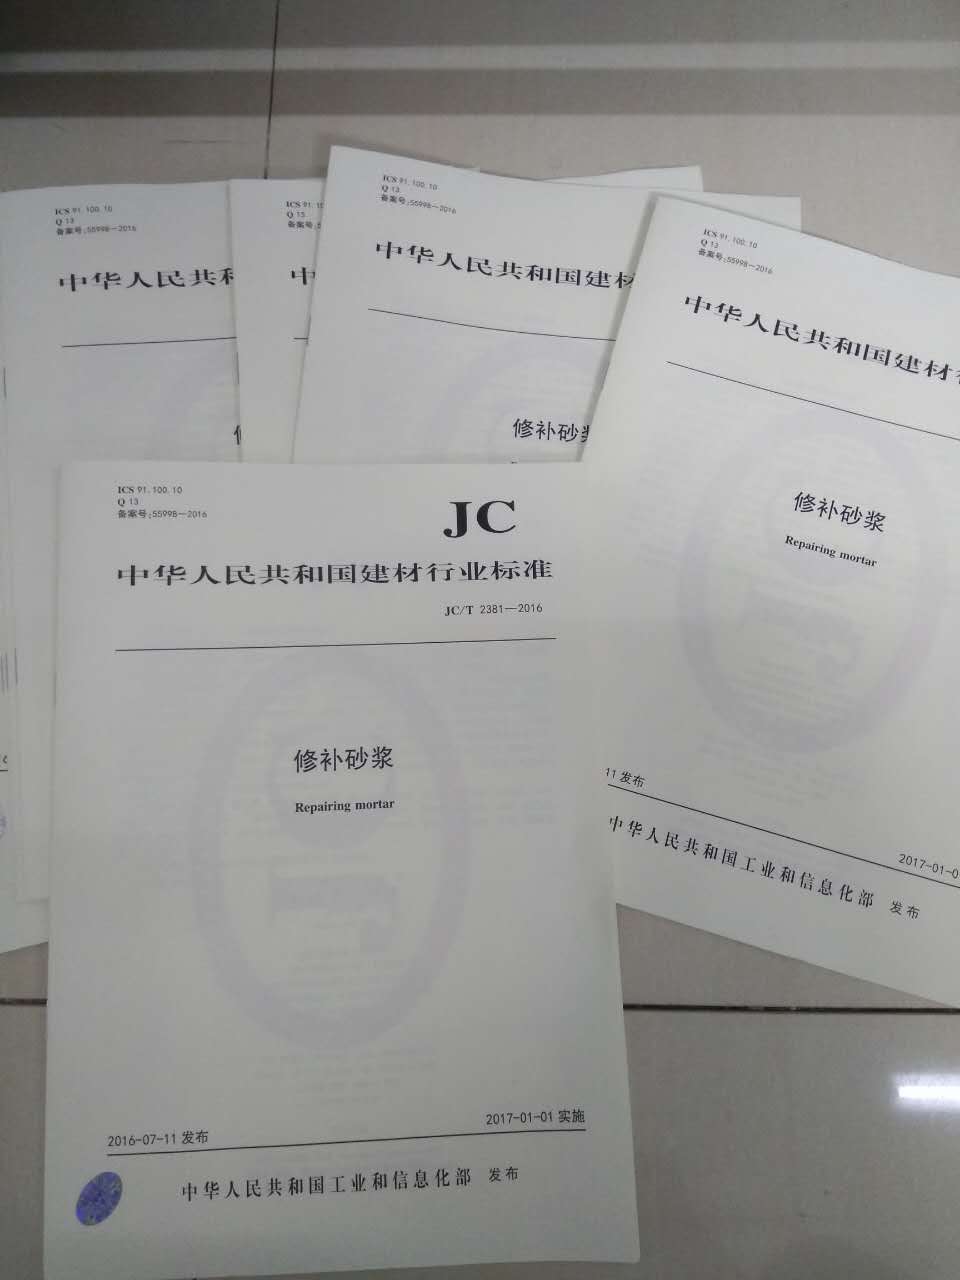 ICS 91.100.10
Q 13
备案号:55998—2016
中华人民共和
ICS 91.1
Q 13
备案号:5
中
ICS 91.100.10
Q 13
备案号:55998—2016
中华人民共和国建材
修补砂
ICS 91.100.10
Q 13
备案号:55998—2016
中华人民共和国建材
修补砂浆
Repairing mortar
11 发布
2017-01-0
中华人民共和国工业和信息化部 发布
ICS 91.100.10
Q 13
备案号:55998—2016
JC
中华人民共和国建材行业标准
JC/T 2381—2016
修补砂浆
Repairing mortar
2016-07-11 发布
2017-01-01 实施
中华人民共和国工业和信息化部 发布